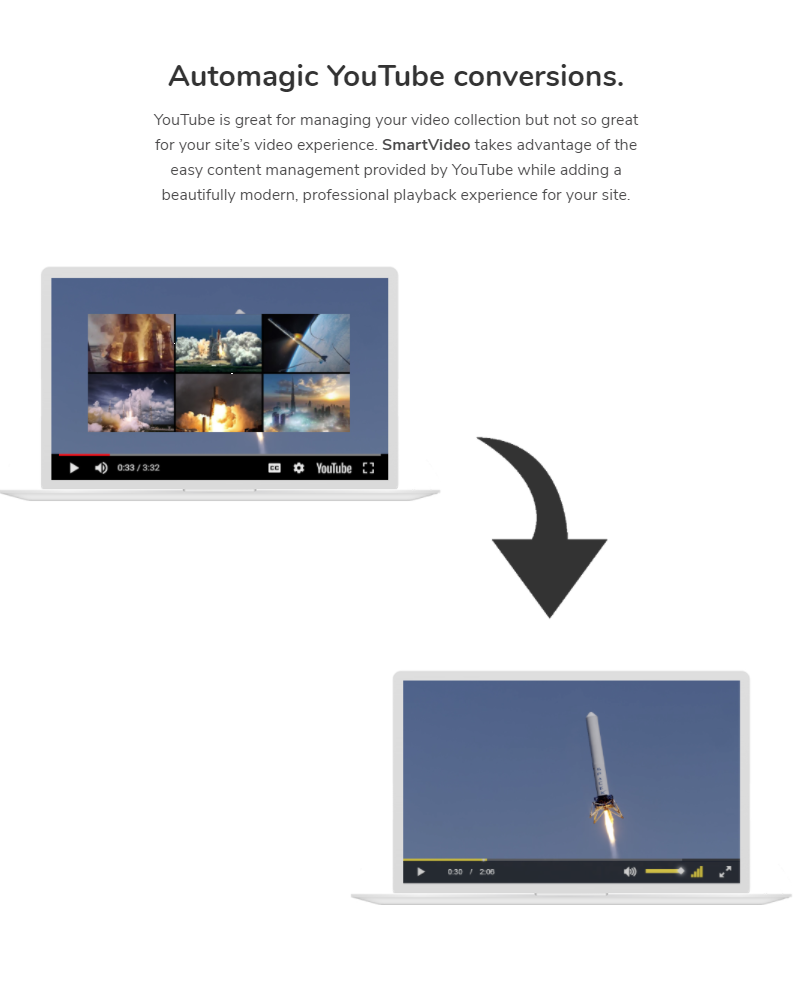 Automagic YouTube conversions.
YouTube is great for managing your video collection but not so great
for your site's video experience. SmartVideo takes advantage of the
easy content management provided by YouTube while adding a
beautifully modern, professional playback experience for your site.
0:33 / 3:32
CC
YouTube
0:30 / 2:06